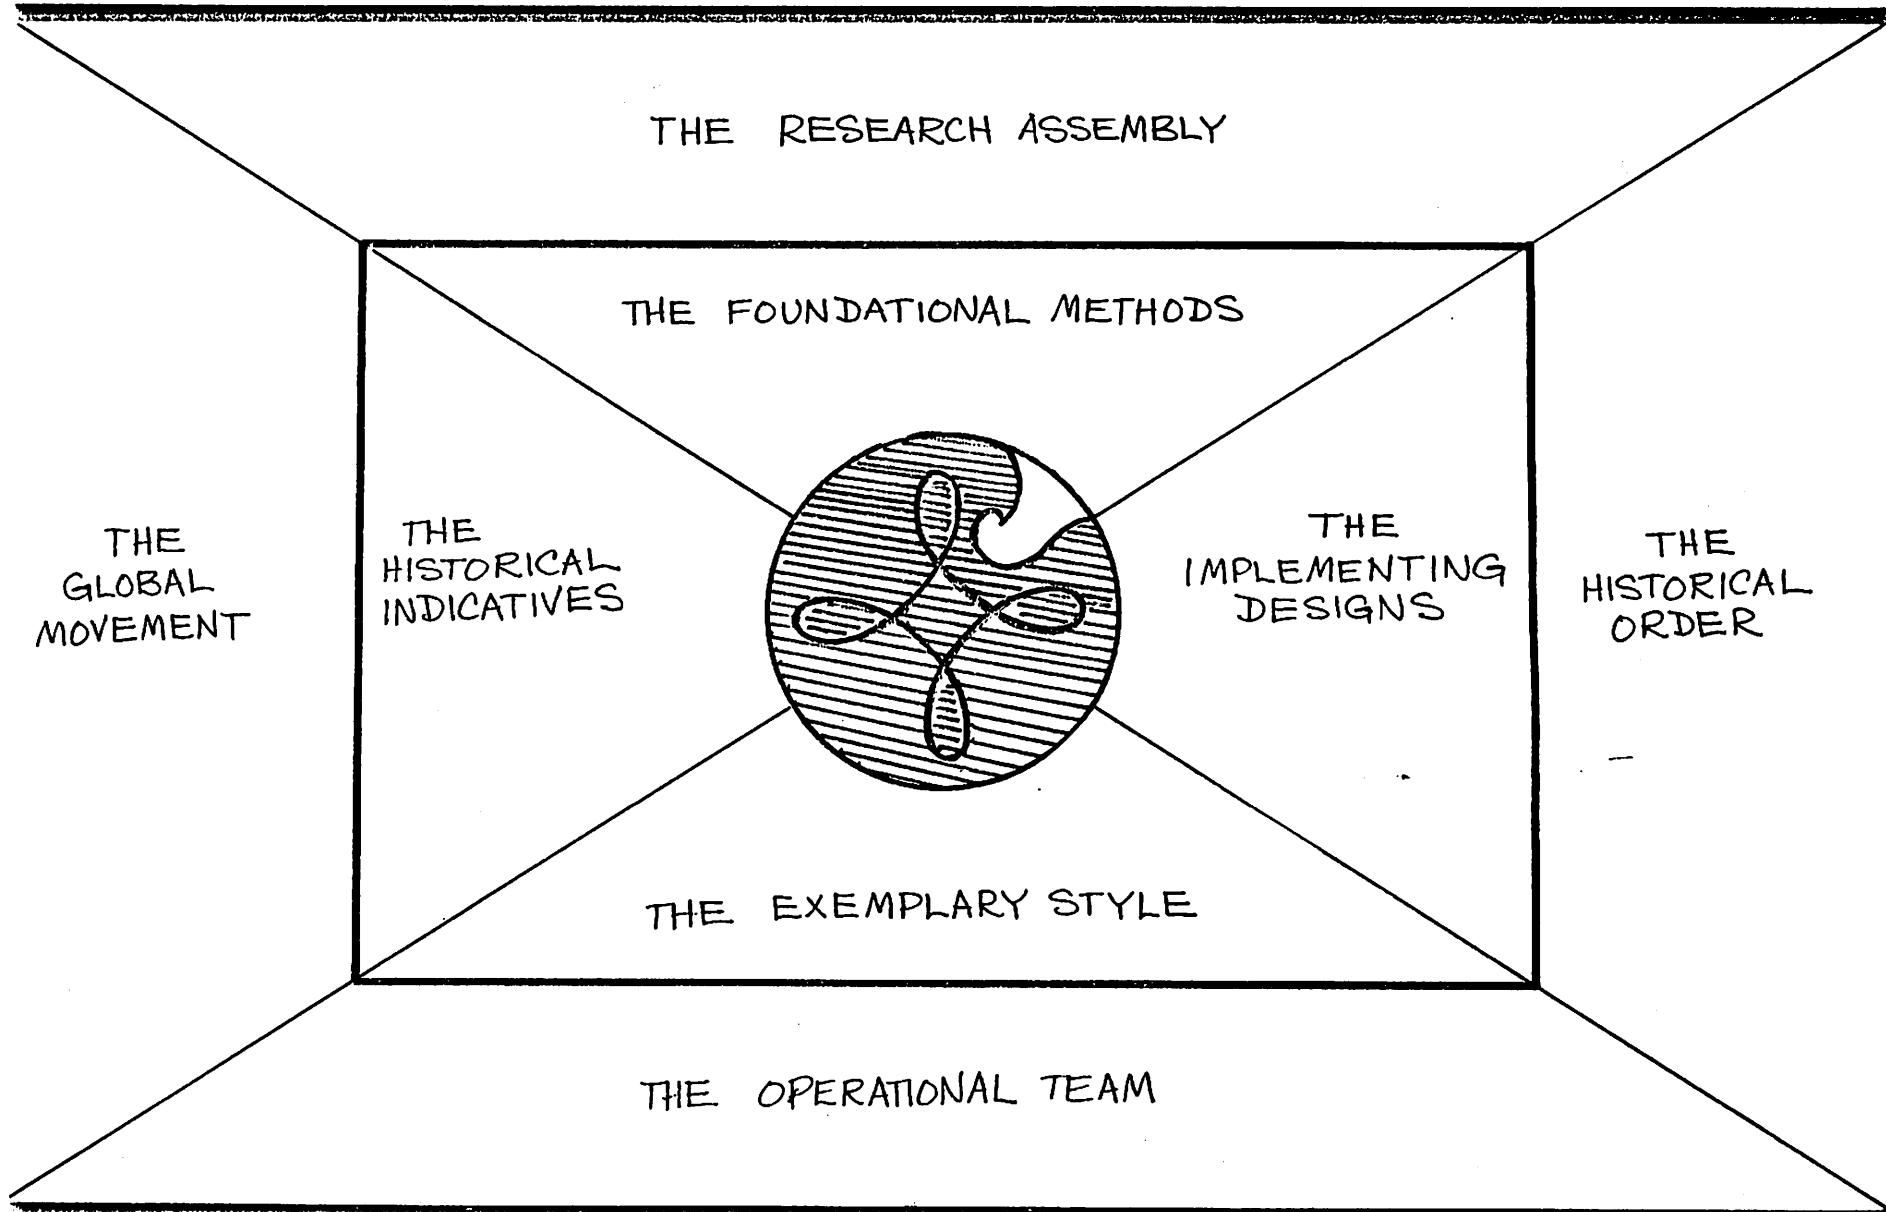 THE RESEARCH ASSEMBLY
THE FOUNDATIONAL METHODS
THE
GLOBAL
MOVEMENT
THE
HISTORICAL
INDICATIVES
THE
IMPLEMENTING
DESIGNS
THE
HISTORICAL
ORDER
THE EXEMPLARY STYLE
THE OPERATIONAL TEAM